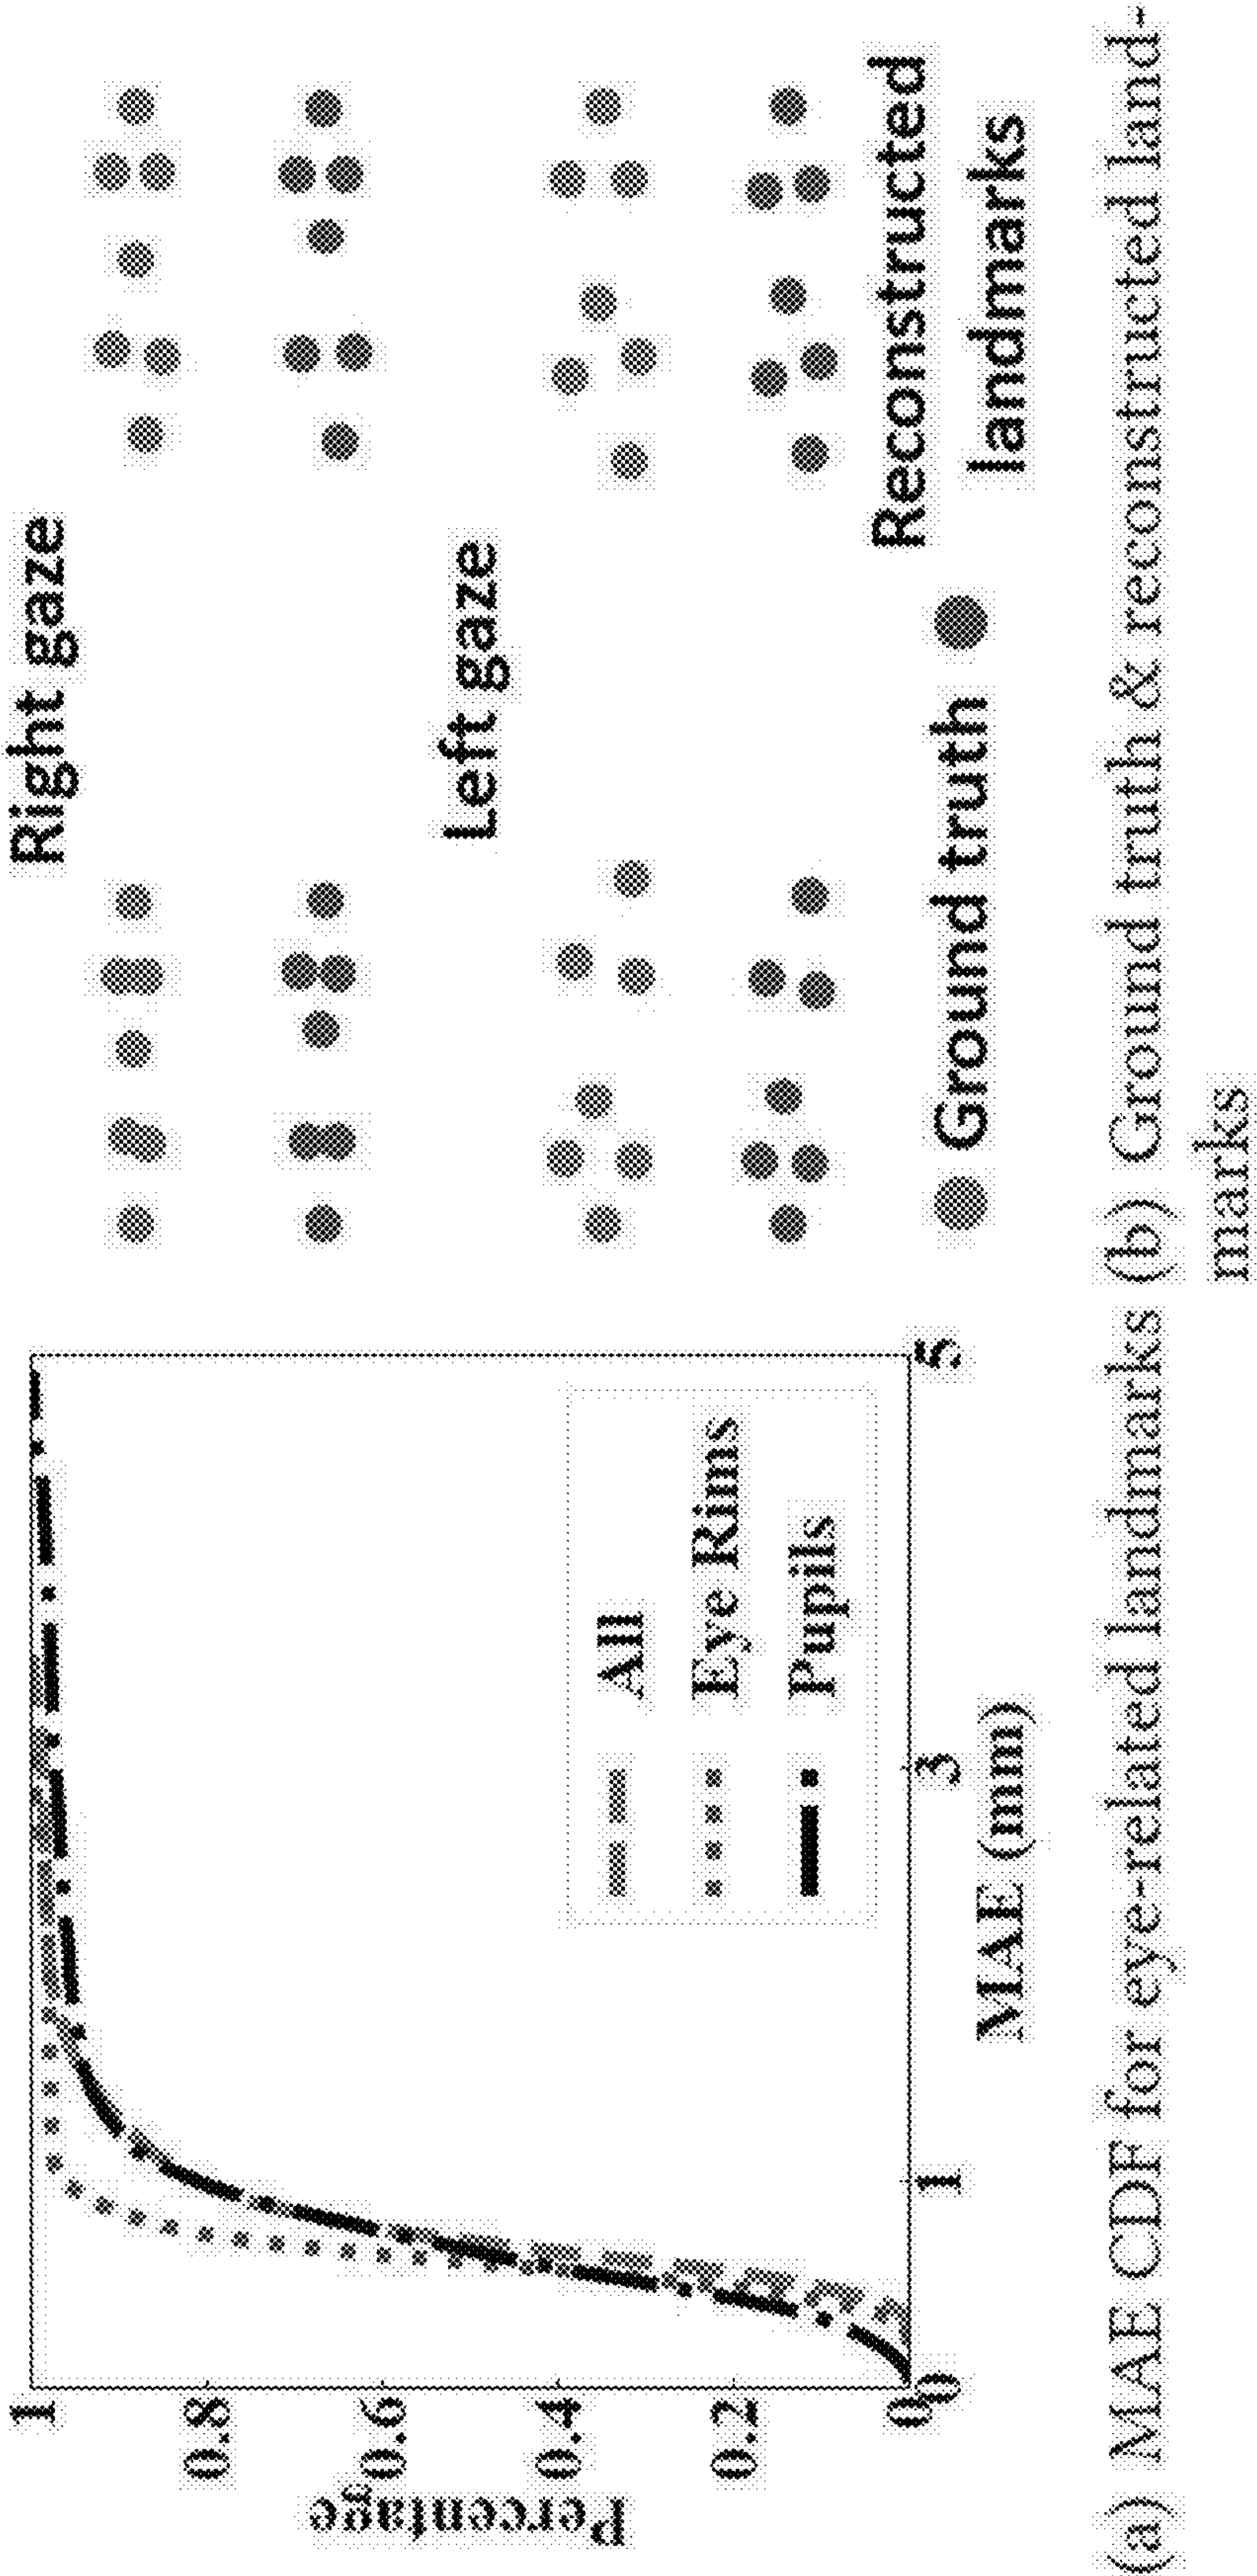 1
0.8
0.6
0.4
0.2
0
Percentage
0
1
3
5
MAE (mm)
All
Eye Rims
Pupils
(a) MAE CDF for eye-related landmarks
Right gaze
Left gaze
Ground truth
Reconstructed
landmarks
(b) Ground truth & reconstructed land-
marks